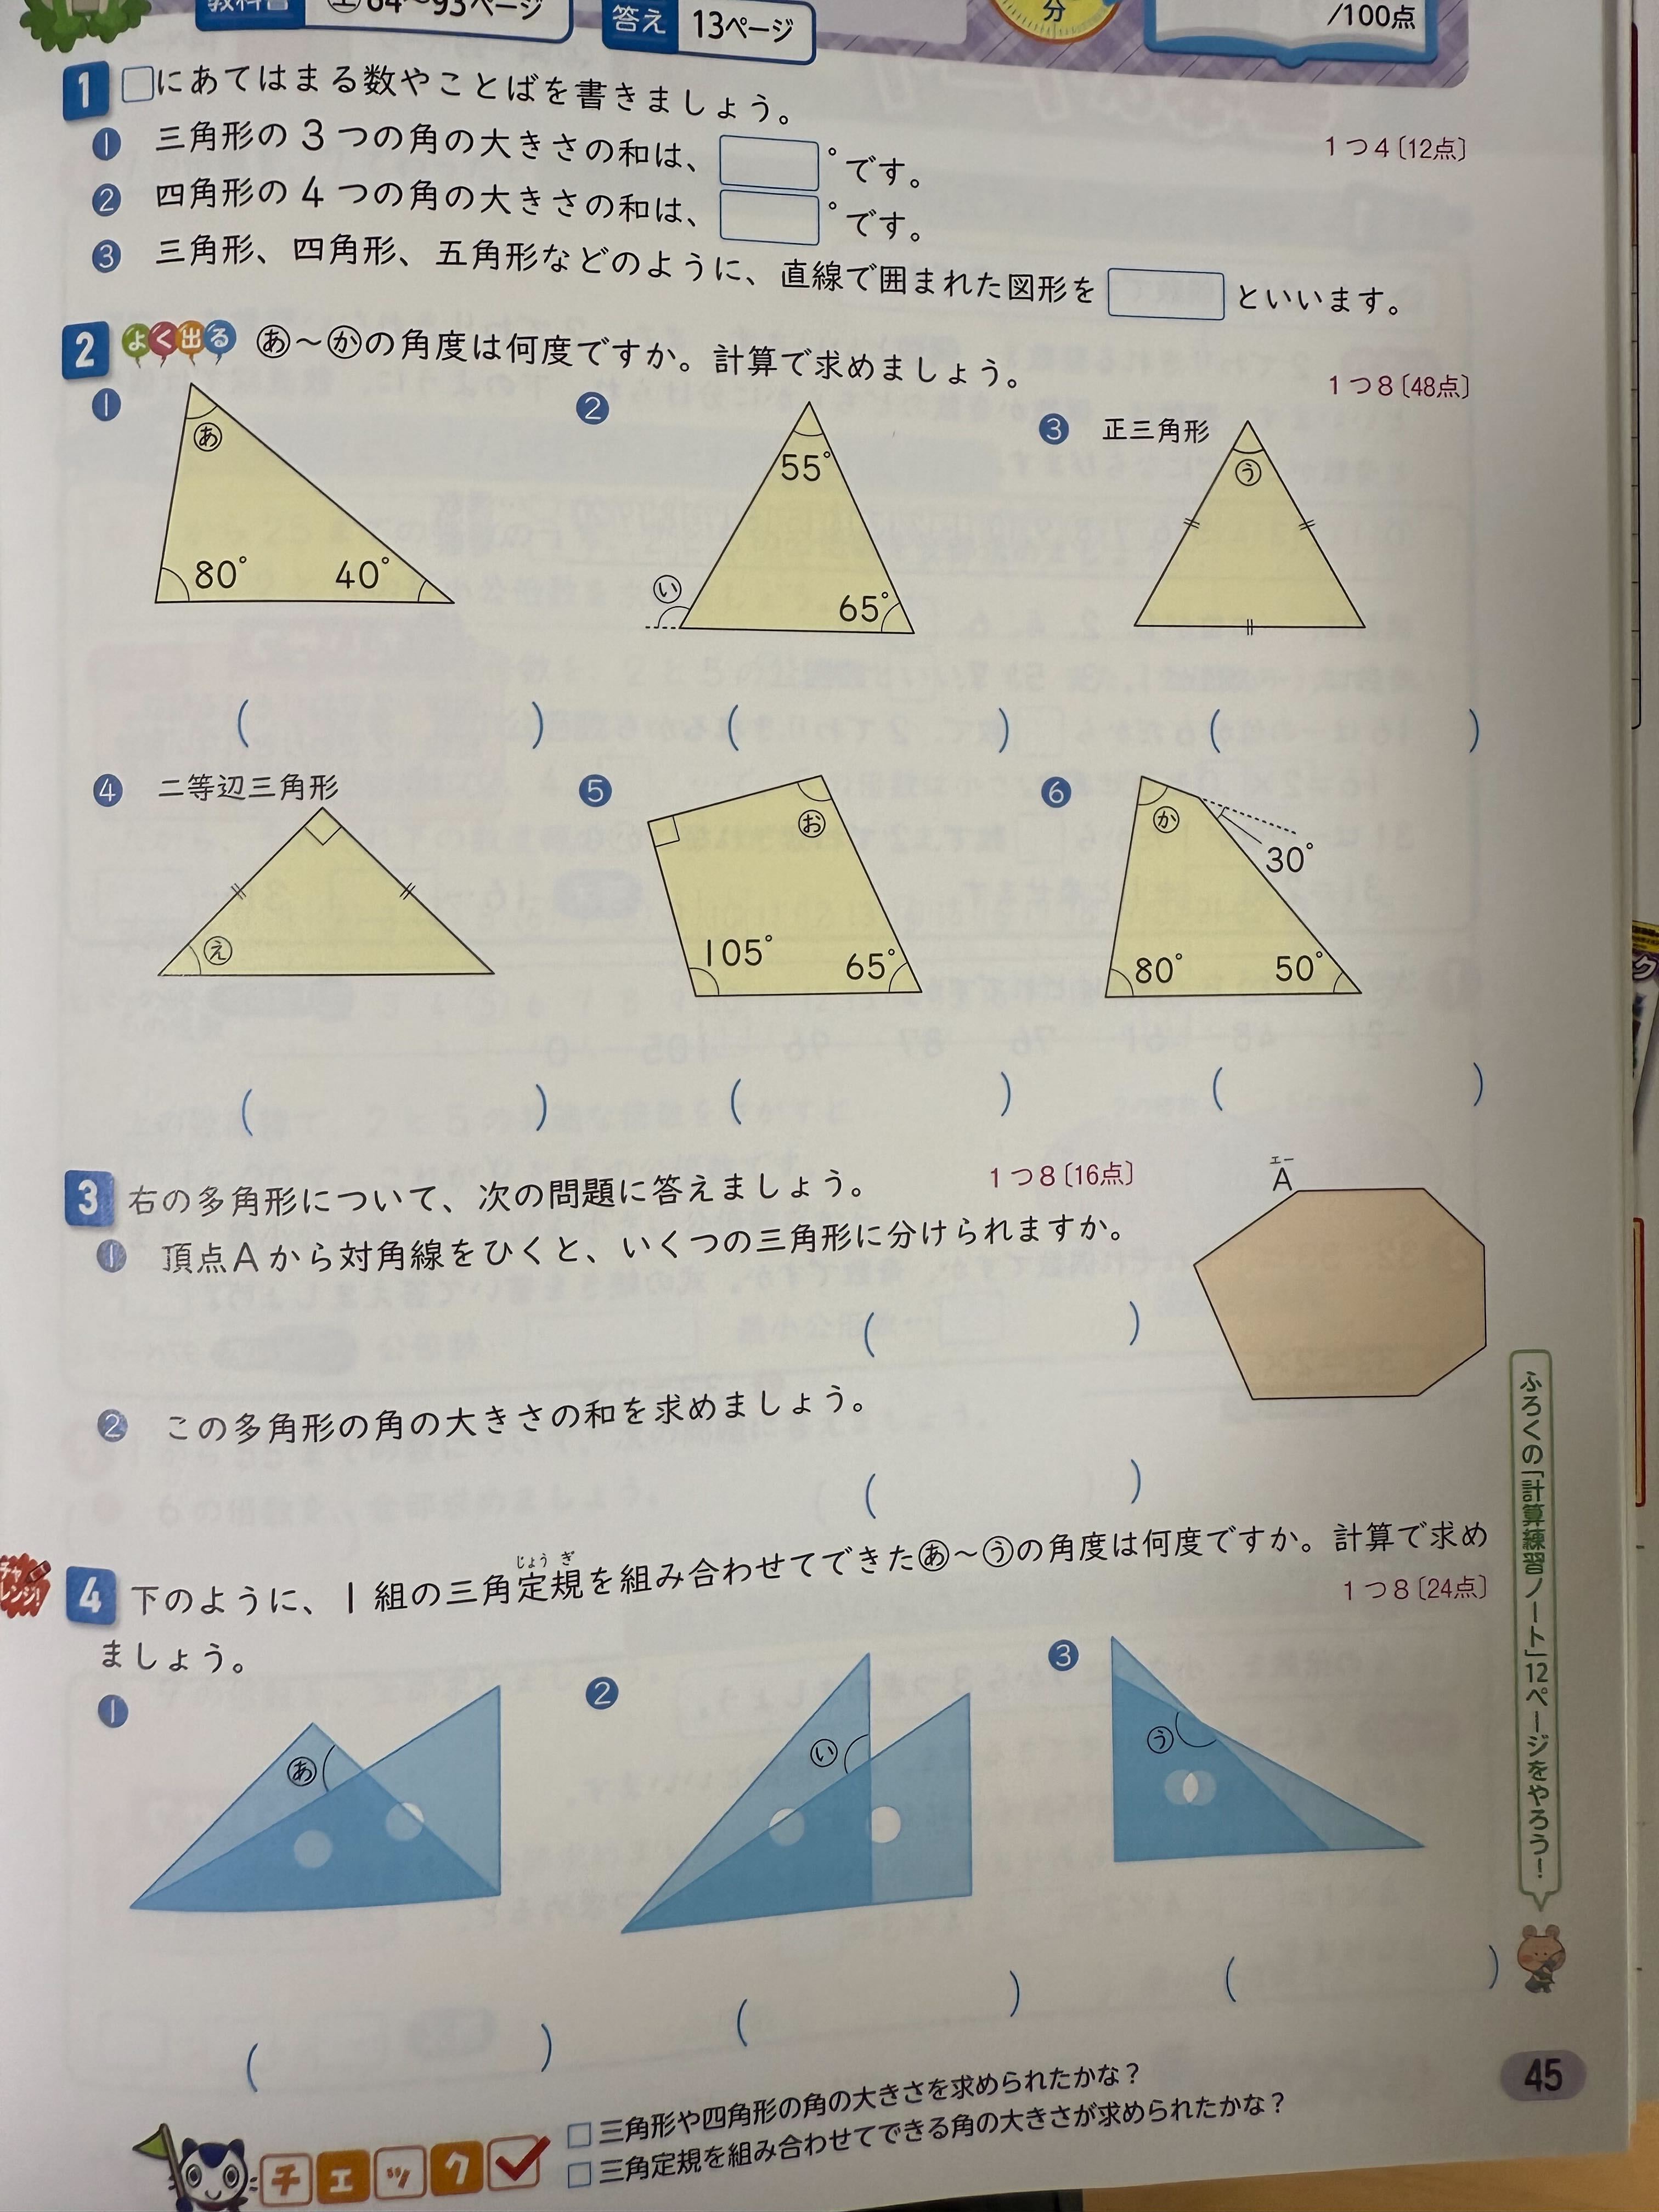 教科書
上64〜93ページ
答え
13ページ
分
/100点
1 □にあてはまる数やことばを書きましょう。
1つ4〔12点〕
❶ 三角形の3つの角の大きさの和は、□°です。
❷ 四角形の4つの角の大きさの和は、□°です。
❸ 三角形、四角形、五角形などのように、直線で囲まれた図形を□といいます。
2 よく出る ㋐〜㋕の角度は何度ですか。計算で求めましょう。
1つ8〔48点〕
❶
あ
80°
40°
❷
55°
い
65°
❸ 正三角形
う
( )
( )
( )
❹ 二等辺三角形
え
❺
お
105°
65°
❻
か
30°
80°
50°
( )
( )
( )
3 右の多角形について、次の問題に答えましょう。
1つ8〔16点〕
エー
A
❶ 頂点Aから対角線をひくと、いくつの三角形に分けられますか。
( )
❷ この多角形の角の大きさの和を求めましょう。
( )
チャレンジ!
4 下のように、1組の三角定規を組み合わせてできたあ〜うの角度は何度ですか。計算で求め
じょうぎ
ましょう。
1つ8〔24点〕
❶
あ
❷
い
❸
う
( )
( )
( )
ふろくの「計算練習ノート」12ページをやろう!
チェック
□三角形や四角形の角の大きさを求められたかな?
□三角定規を組み合わせてできる角の大きさが求められたかな?
45